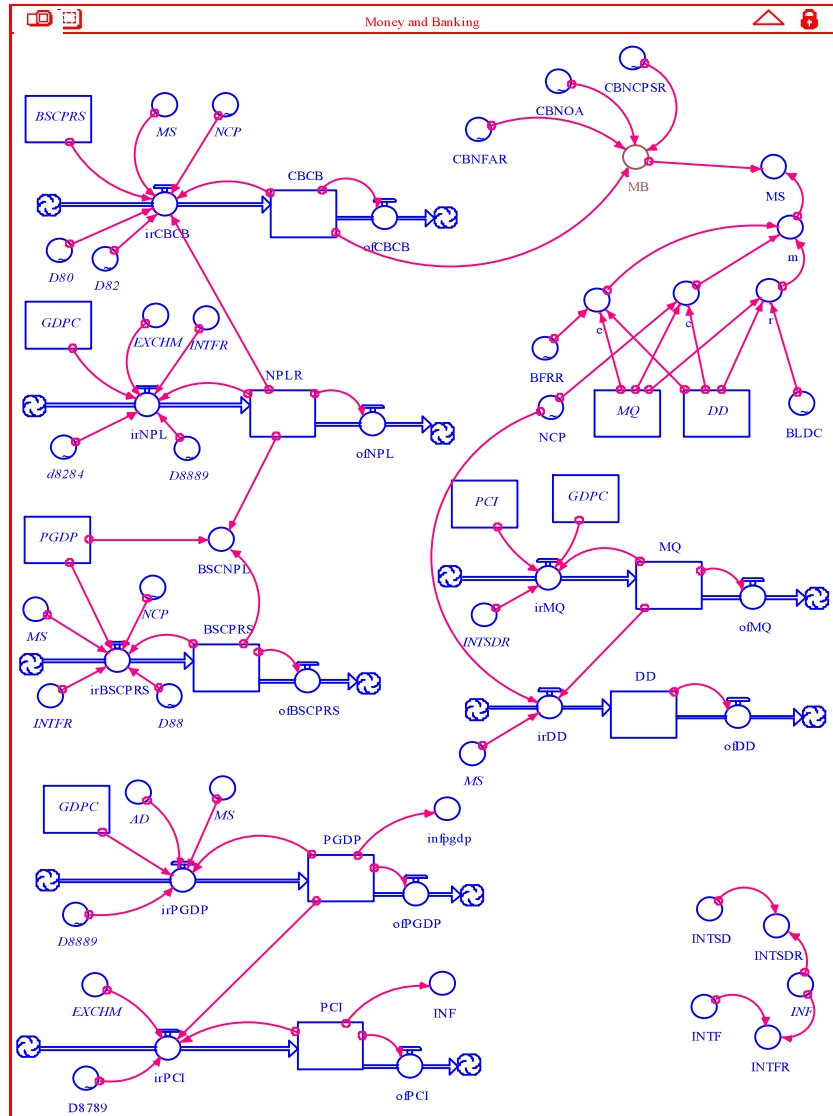 Money and Banking
CBNCPSR
CBNOA
CBNFAR
MB
MS
m
e
c
r
BFRR
NCP
MQ
DD
BLDC
BSCPRS
MS
NCP
CBCB
irCBCB
ofCBCB
D80
D82
GDPC
EXCHM
INTFR
NPLR
irNPL
ofNPL
d8284
D8889
PGDP
BSCNPL
NCP
MS
BSCPRS
irBSCPRS
ofBSCPRS
INTFR
D88
PCI
GDPC
MQ
irMQ
ofMQ
INTSDR
DD
irDD
ofDD
MS
GDPC
AD
MS
PGDP
infpgdp
irPGDP
ofPGDP
D8889
EXCHM
PCI
INF
irPCI
ofPCI
D8789
INTSD
INTSDR
INF
INTF
INTFR